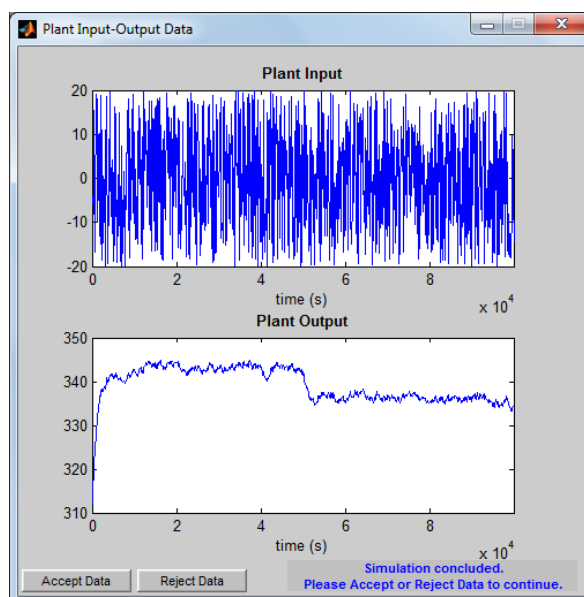 Plant Input-Output Data
Plant Input
20
10
0
-10
-20
0
2
4
6
8
time (s)
x 10^4
Plant Output
350
340
330
320
310
0
2
4
6
8
time (s)
x 10^4
Accept Data
Reject Data
Simulation concluded.
Please Accept or Reject Data to continue.